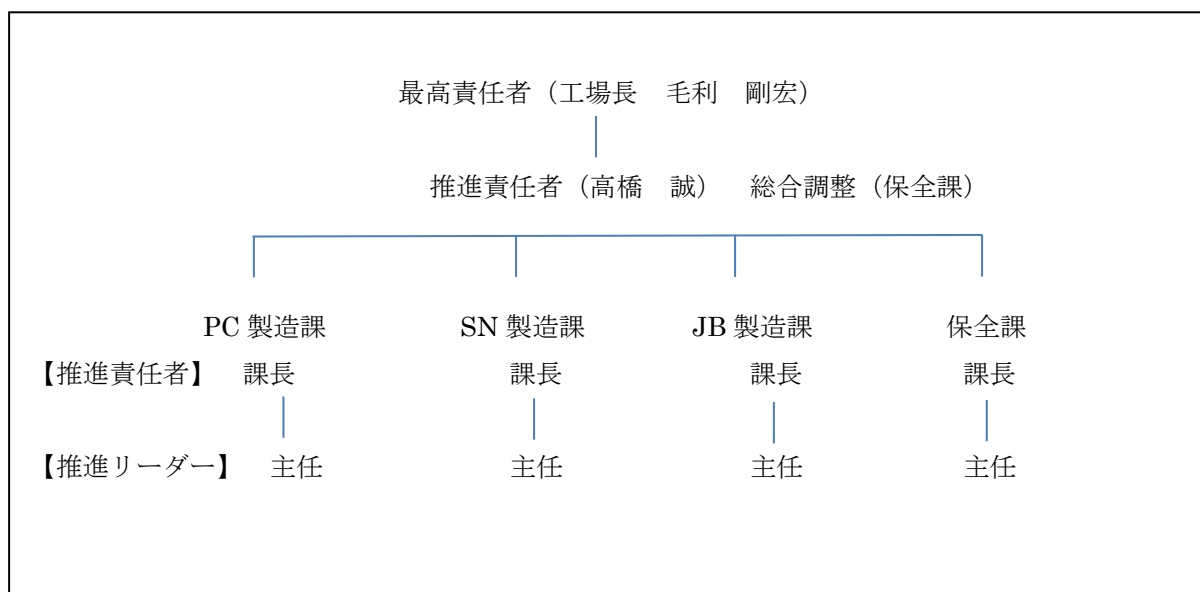 最高責任者（工場長　毛利　剛宏）
推進責任者（高橋　誠）　総合調整（保全課）
PC 製造課　SN 製造課　JB 製造課　保全課
【推進責任者】　課長　課長　課長　課長
【推進リーダー】　主任　主任　主任　主任